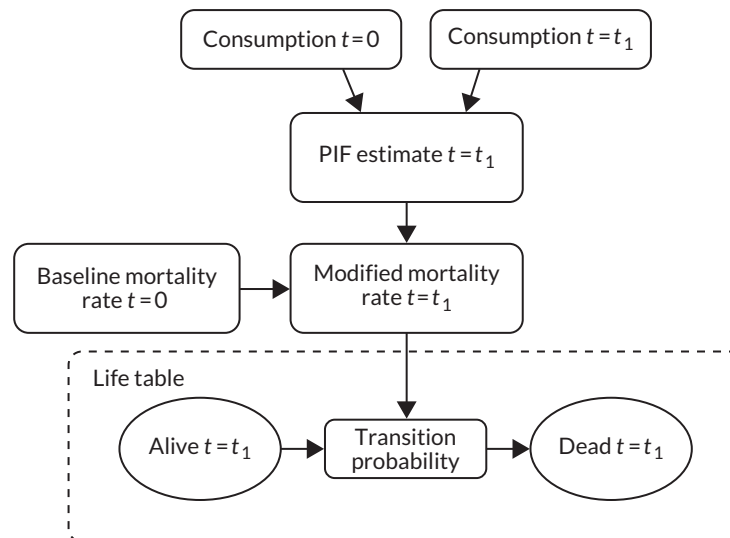 Consumption t=0
Consumption t=t₁
PIF estimate t=t₁
Baseline mortality
rate t=0
Modified mortality
rate t=t₁
Life table
Alive t=t₁
Transition
probability
Dead t=t₁